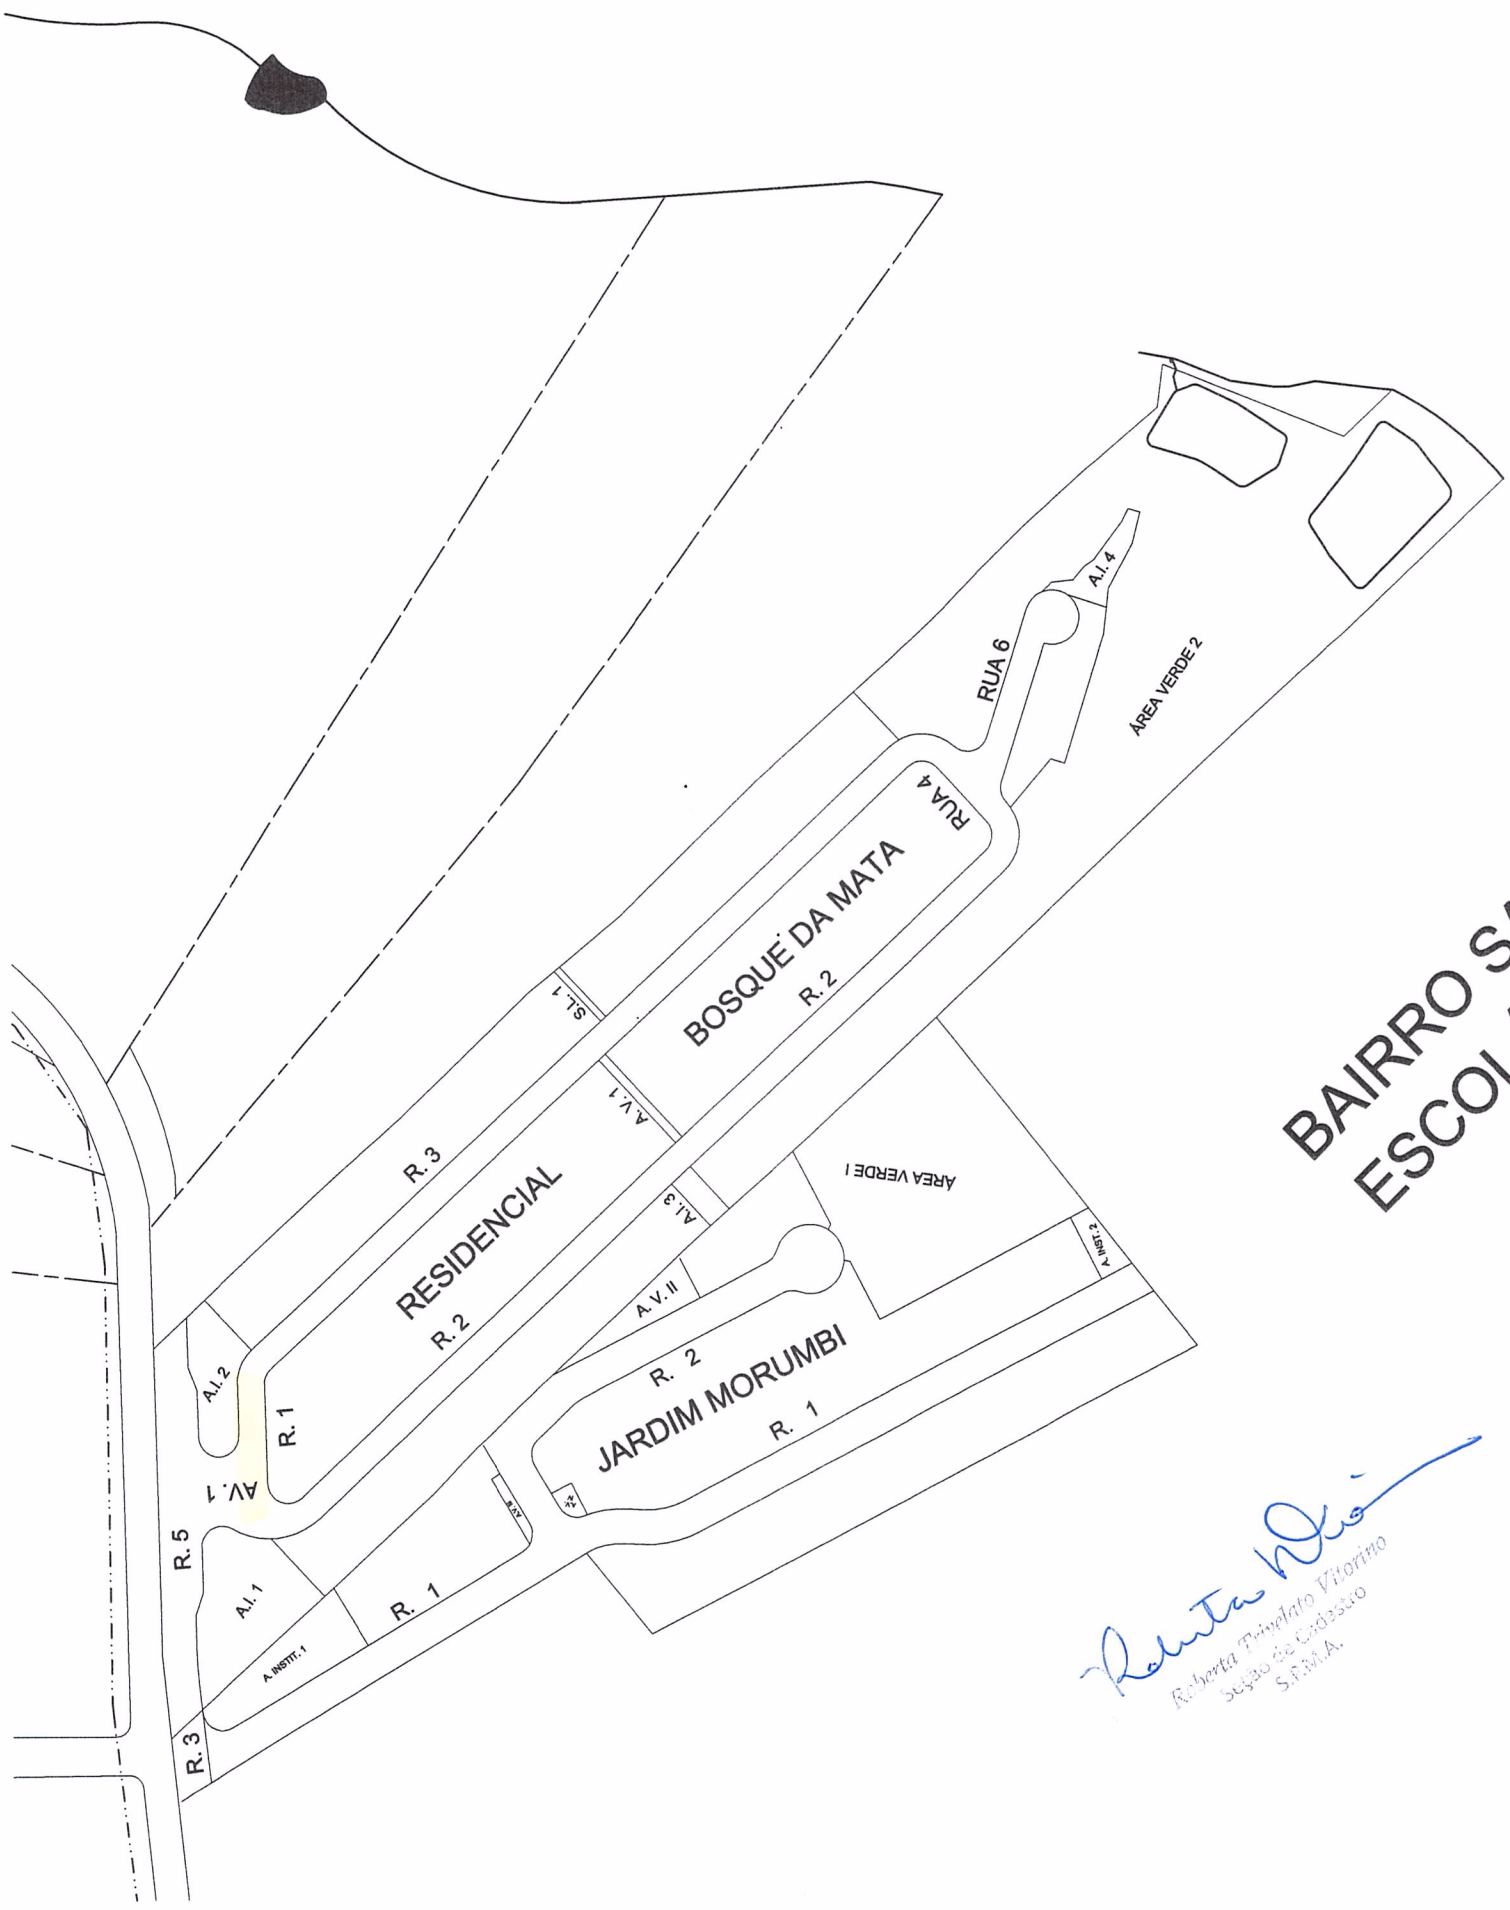 RUA 6
A.I. 4
ÁREA VERDE 2
RUA 4
BOSQUE DA MATA
R. 2
S.L. 1
A.V. 1
R. 3
RESIDENCIAL
R. 2
A.I. 3
ÁREA VERDE I
A. INST. 2
A. V. II
R. 2
JARDIM MORUMBI
R. 1
A.I. 2
R. 1
AV. 1
R. 5
A.I. 1
R. 1
A. INSTIT. 1
R. 3
BAIRRO
Roberta Trivelato Vitorino
Seção de Cadastro
S.P.M.A.